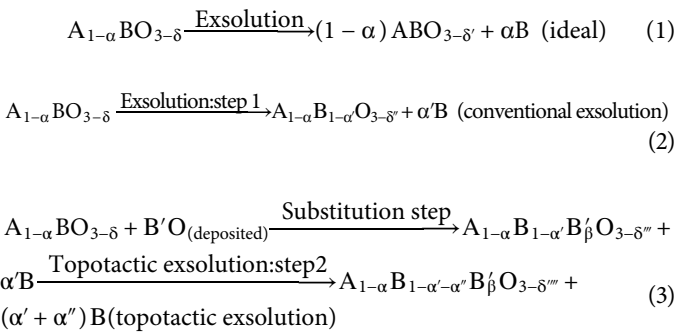 A₁₋αBO₃₋δ —Exsolution→ (1 − α) ABO₃₋δ′ + αB (ideal) (1)
A₁₋αBO₃₋δ —Exsolution:step 1→ A₁₋αB₁₋α′O₃₋δ″ + α′B (conventional exsolution)
(2)
A₁₋αBO₃₋δ + B′O(deposited) —Substitution step→ A₁₋αB₁₋α′B′βO₃₋δ‴ +
α′B —Topotactic exsolution:step2→ A₁₋αB₁₋α′₋α″B′βO₃₋δ⁗ +
(3)
(α′ + α″) B(topotactic exsolution)